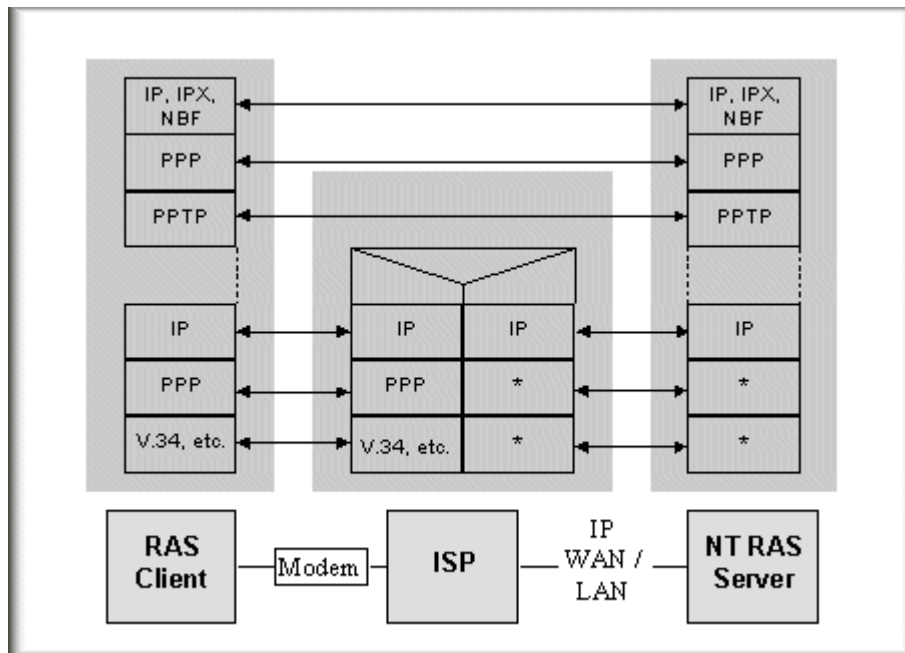 IP, IPX,
NBF
IP, IPX,
NBF
PPP
PPP
PPTP
PPTP
IP
IP
IP
IP
PPP
PPP
*
*
V.34, etc.
V.34, etc.
*
*
RAS
Client
Modem
ISP
IP
WAN /
LAN
NT RAS
Server